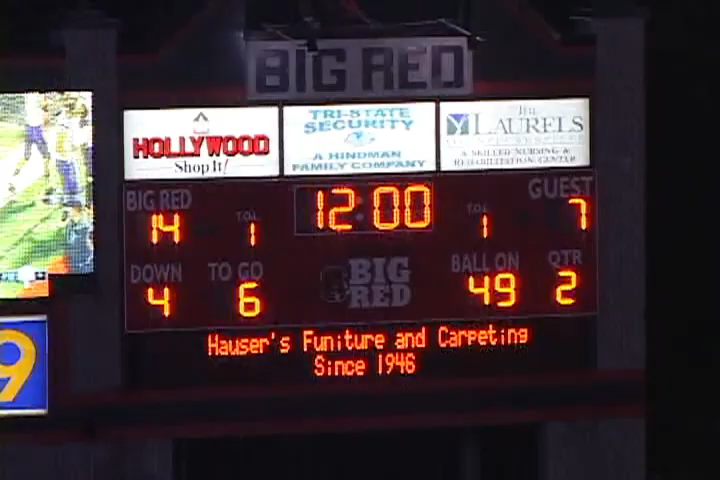 BIG RED
HOLLYWOOD
Shop It!
TRI-STATE
SECURITY
A HINDMAN
FAMILY COMPANY
THE
LAURELS
A SKILLED NURSING &
REHABILITATION CENTER
BIG RED TOL 12:00 TOL GUEST
14 1 1 7
DOWN TO GO BIG RED BALL ON QTR
4 6 49 2
Hauser's Funiture and Carpeting
Since 1946
9